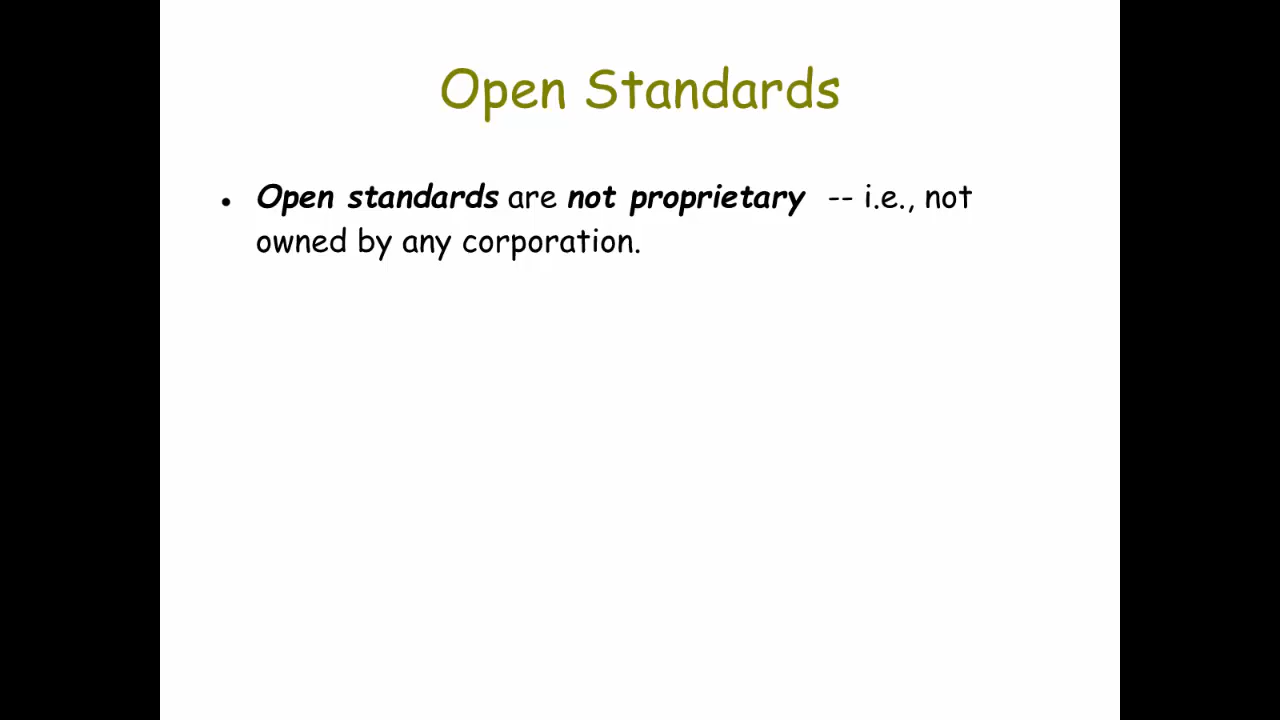 Open Standards
• Open standards are not proprietary -- i.e., not
owned by any corporation.